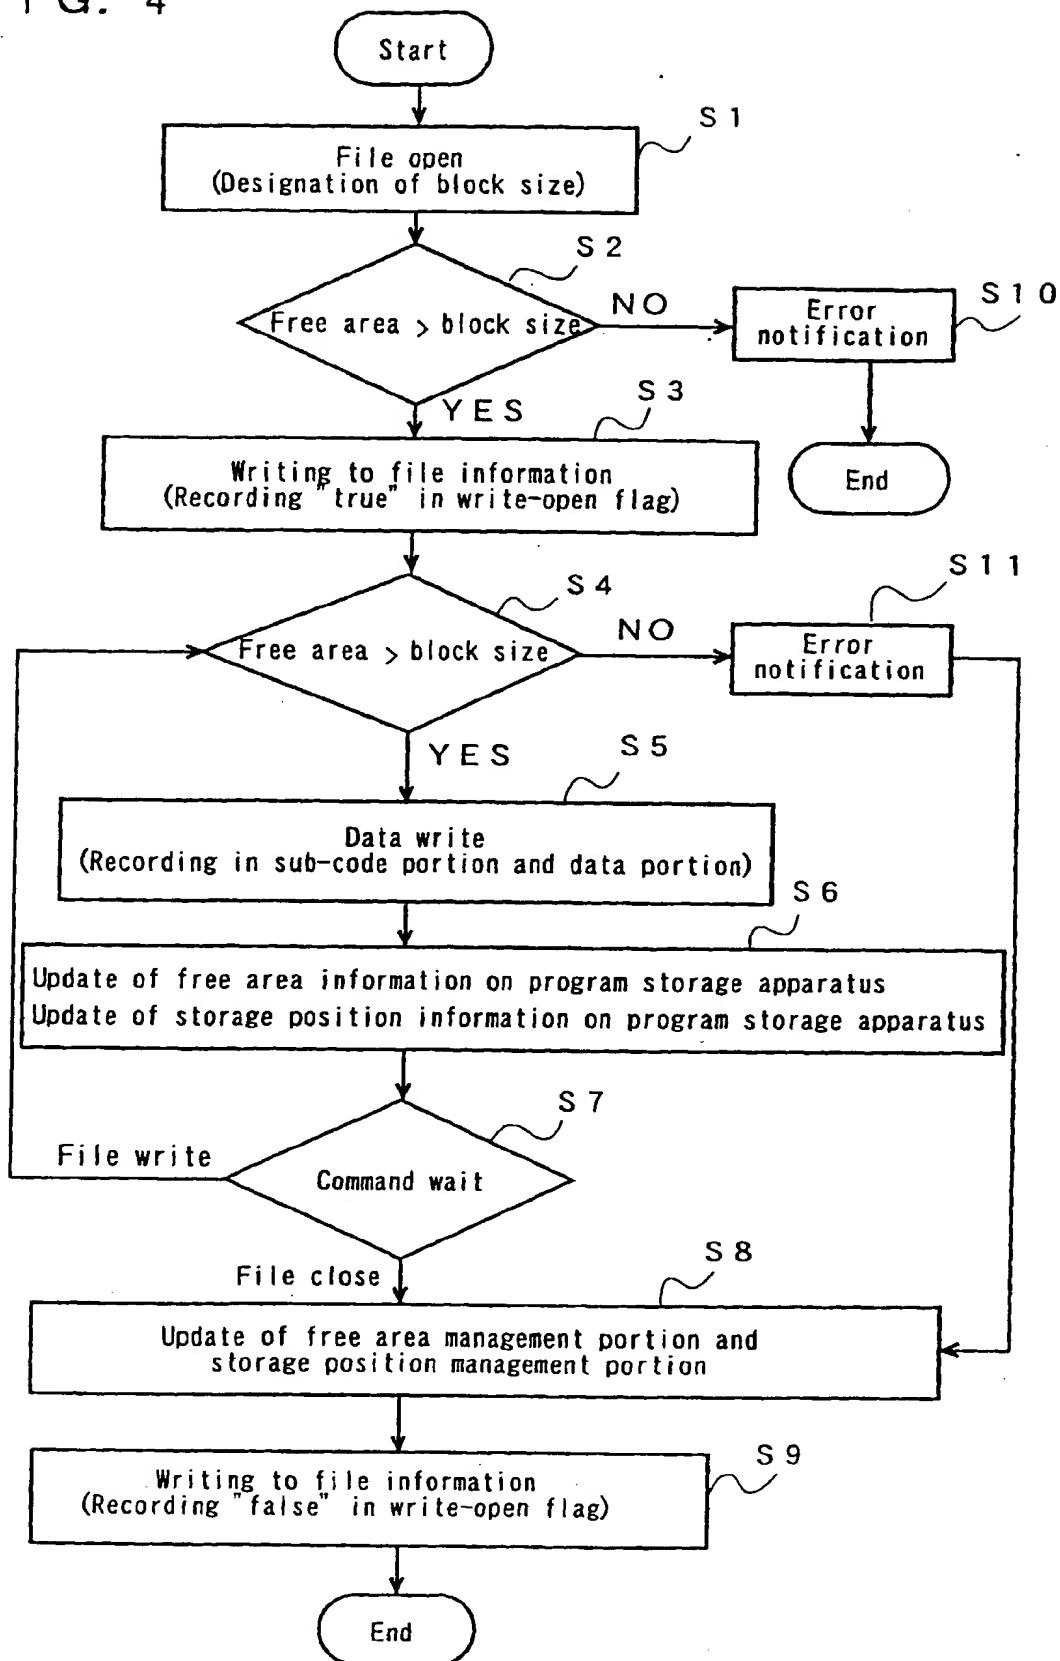 FG. 4
Start
S1
File open
(Designation of block size)
S2
Free area > block size
NO
S10
Error
notification
YES
S3
End
Writing to file information
(Recording "true" in write-open flag)
S4
Free area > block size
NO
S11
Error
notification
YES
S5
Data write
(Recording in sub-code portion and data portion)
S6
Update of free area information on program storage apparatus
Update of storage position information on program storage apparatus
S7
File write
Command wait
File close
S8
Update of free area management portion and
storage position management portion
S9
Writing to file information
(Recording "false" in write-open flag)
End